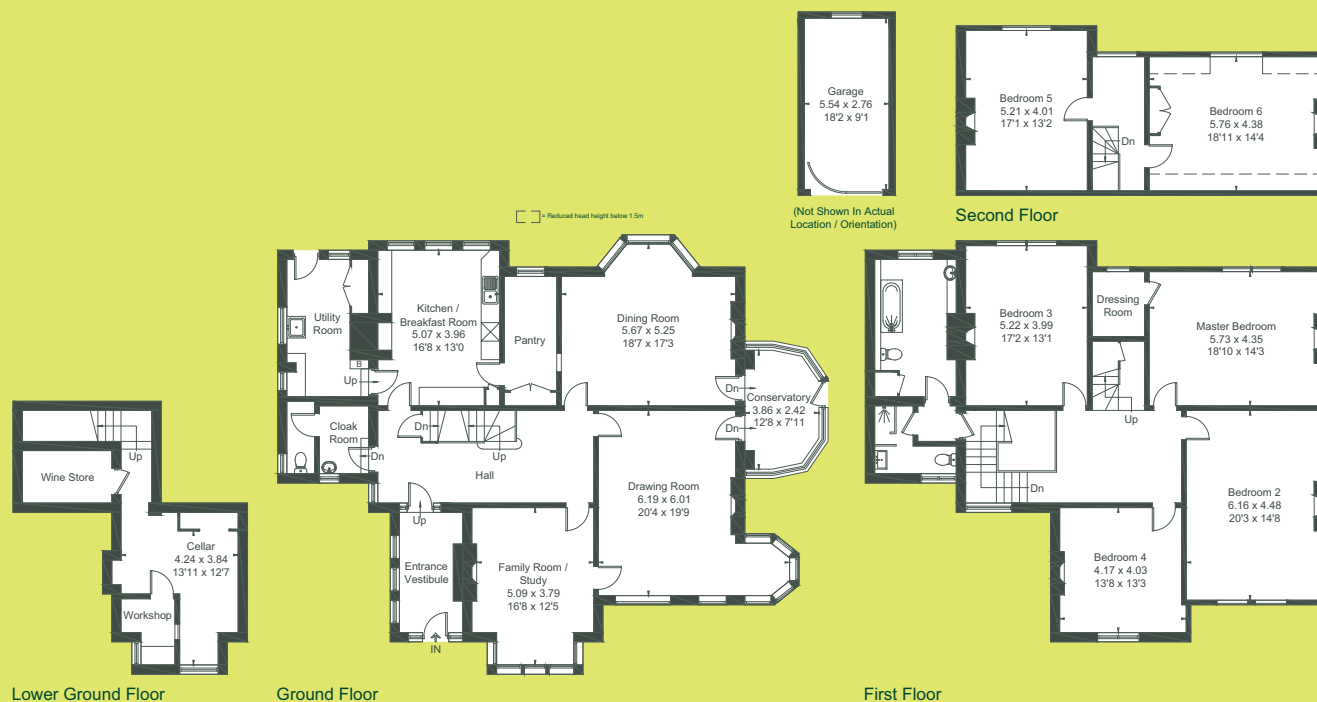 Garage
5.54 x 2.76
18'2 x 9'1
(Not Shown In Actual
Location / Orientation)
Bedroom 5
5.21 x 4.01
17'1 x 13'2
Dn
Bedroom 6
5.76 x 4.38
18'11 x 14'4
Second Floor
= Reduced head height below 1.5m
Utility
Room
Kitchen /
Breakfast Room
5.07 x 3.96
16'8 x 13'0
B
Up
Pantry
Dining Room
5.67 x 5.25
18'7 x 17'3
Dn
Conservatory
3.86 x 2.42
12'8 x 7'11
Dn
Cloak
Room
Dn
Dn
Up
Hall
Drawing Room
6.19 x 6.01
20'4 x 19'9
Up
Entrance
Vestibule
Family Room /
Study
5.09 x 3.79
16'8 x 12'5
IN
Ground Floor
Up
Wine Store
Cellar
4.24 x 3.84
13'11 x 12'7
Workshop
Lower Ground Floor
Bedroom 3
5.22 x 3.99
17'2 x 13'1
Dressing
Room
Master Bedroom
5.73 x 4.35
18'10 x 14'3
Up
Dn
Bedroom 2
6.16 x 4.48
20'3 x 14'8
Bedroom 4
4.17 x 4.03
13'8 x 13'3
First Floor